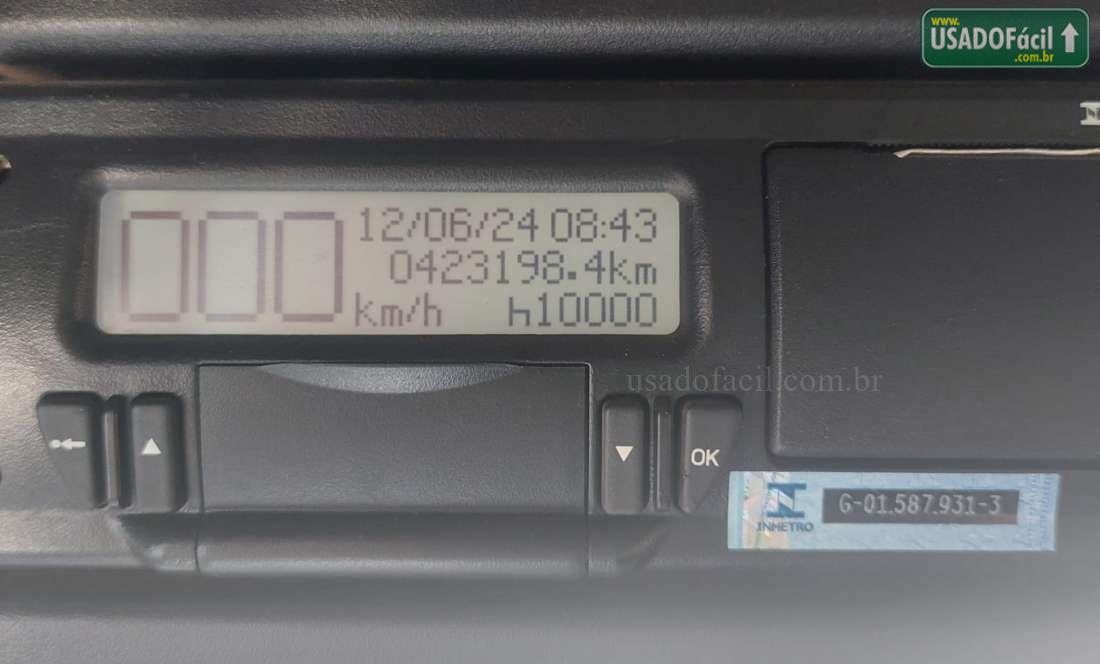 www.
USADOFácil
.com.br
000
12/06/24 08:43
0423198.4km
km/h
h10000
usadofacil.com.br
OK
INMETRO
G-01.587.931-3